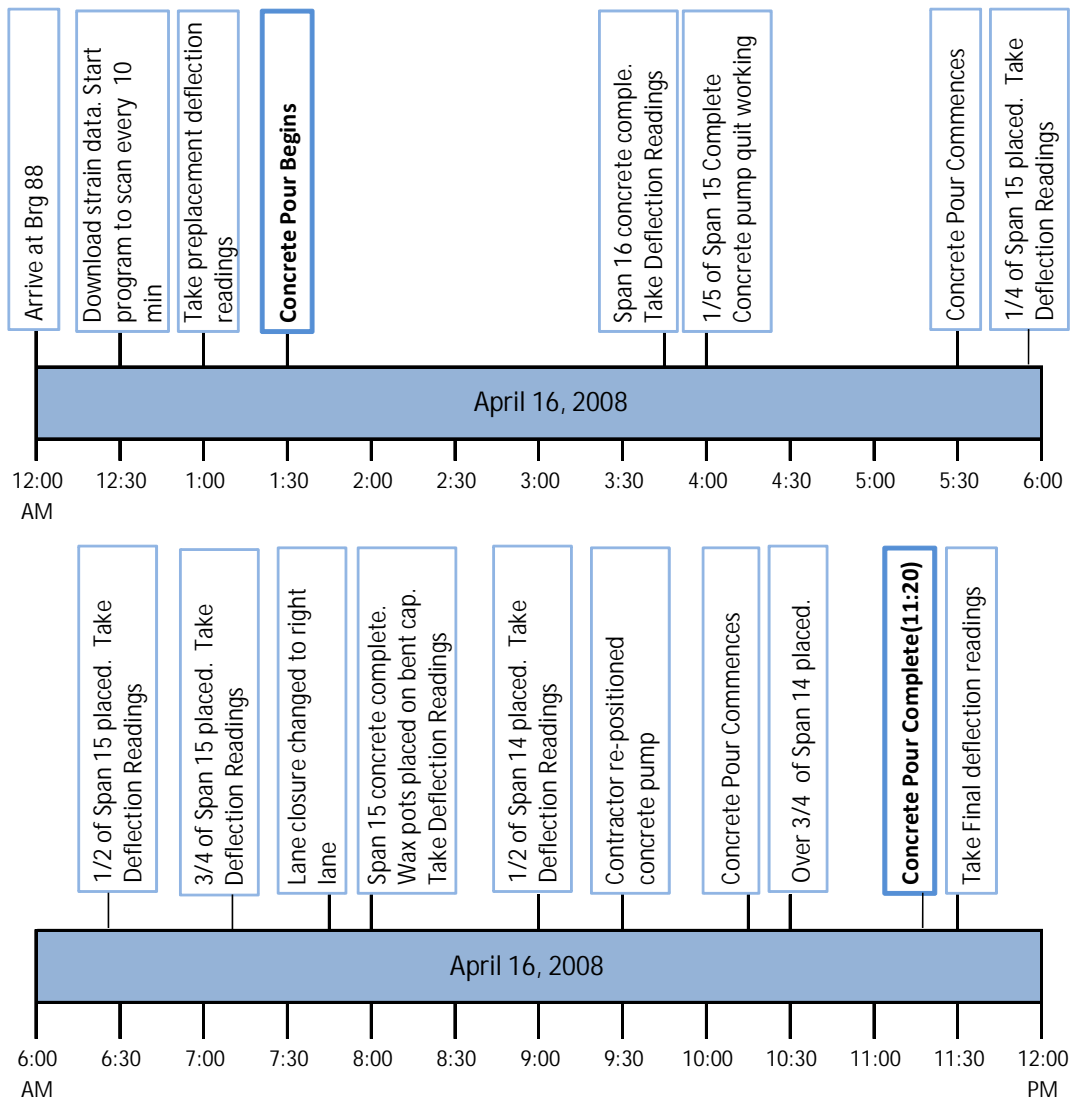 Arrive at Brg 88
Download strain data. Start
program to scan every  10
min
Take preplacement deflection
readings
Concrete Pour Begins
Span 16 concrete comple.
Take Deflection Readings
1/5 of Span 15 Complete
Concrete pump quit working
Concrete Pour Commences
1/4 of Span 15 placed.  Take
Deflection Readings
April 16, 2008
12:00
AM
12:30
1:00
1:30
2:00
2:30
3:00
3:30
4:00
4:30
5:00
5:30
6:00
1/2 of Span 15 placed.  Take
Deflection Readings
3/4 of Span 15 placed.  Take
Deflection Readings
Lane closure changed to right
lane
Span 15 concrete complete.
Wax pots placed on bent cap.
Take Deflection Readings
1/2 of Span 14 placed.  Take
Deflection Readings
Contractor re-positioned
concrete pump
Concrete Pour Commences
Over 3/4  of Span 14 placed.
Concrete Pour Complete(11:20)
Take Final deflection readings
April 16, 2008
6:00
AM
6:30
7:00
7:30
8:00
8:30
9:00
9:30
10:00
10:30
11:00
11:30
12:00
PM